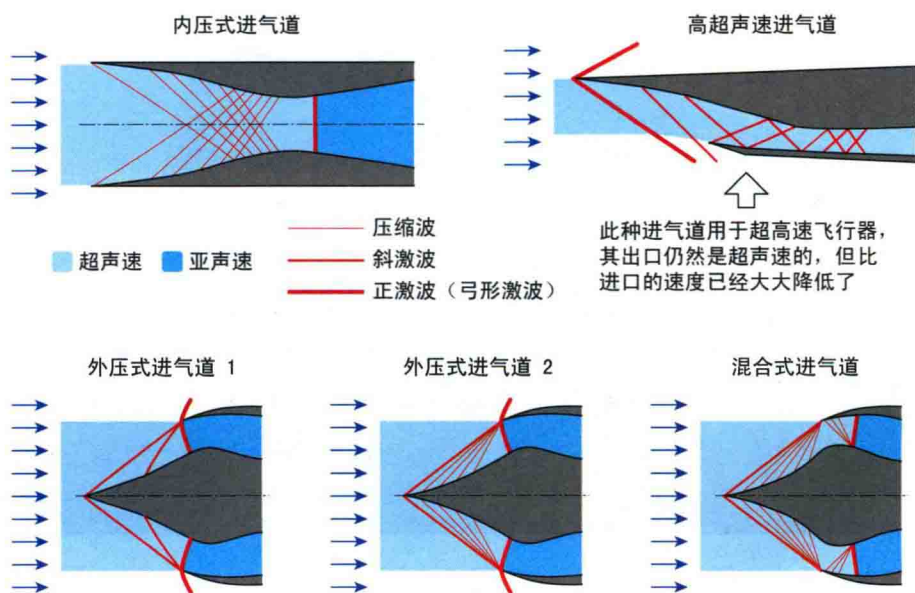 内压式进气道
高超声速进气道
压缩波
超声速
亚声速
斜激波
正激波（弓形激波）
此种进气道用于超高速飞行器，
其出口仍然是超声速的，但比
进口的速度已经大大降低了
外压式进气道 1
外压式进气道 2
混合式进气道